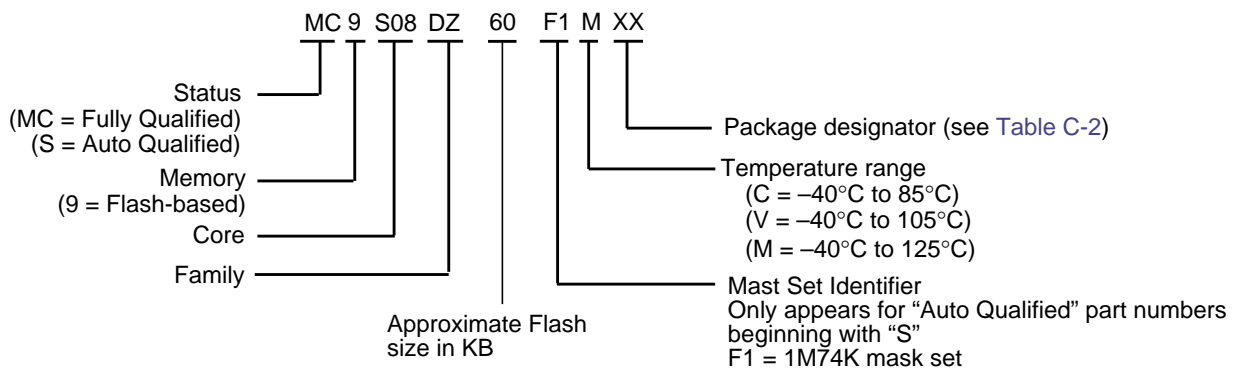 MC 9 S08 DZ 60 F1 M XX
Status
(MC = Fully Qualified)
(S = Auto Qualified)
Memory
(9 = Flash-based)
Core
Family
Approximate Flash
size in KB
Package designator (see Table C-2)
Temperature range
(C = –40°C to 85°C)
(V = –40°C to 105°C)
(M = –40°C to 125°C)
Mast Set Identifier
Only appears for “Auto Qualified” part numbers
beginning with “S”
F1 = 1M74K mask set